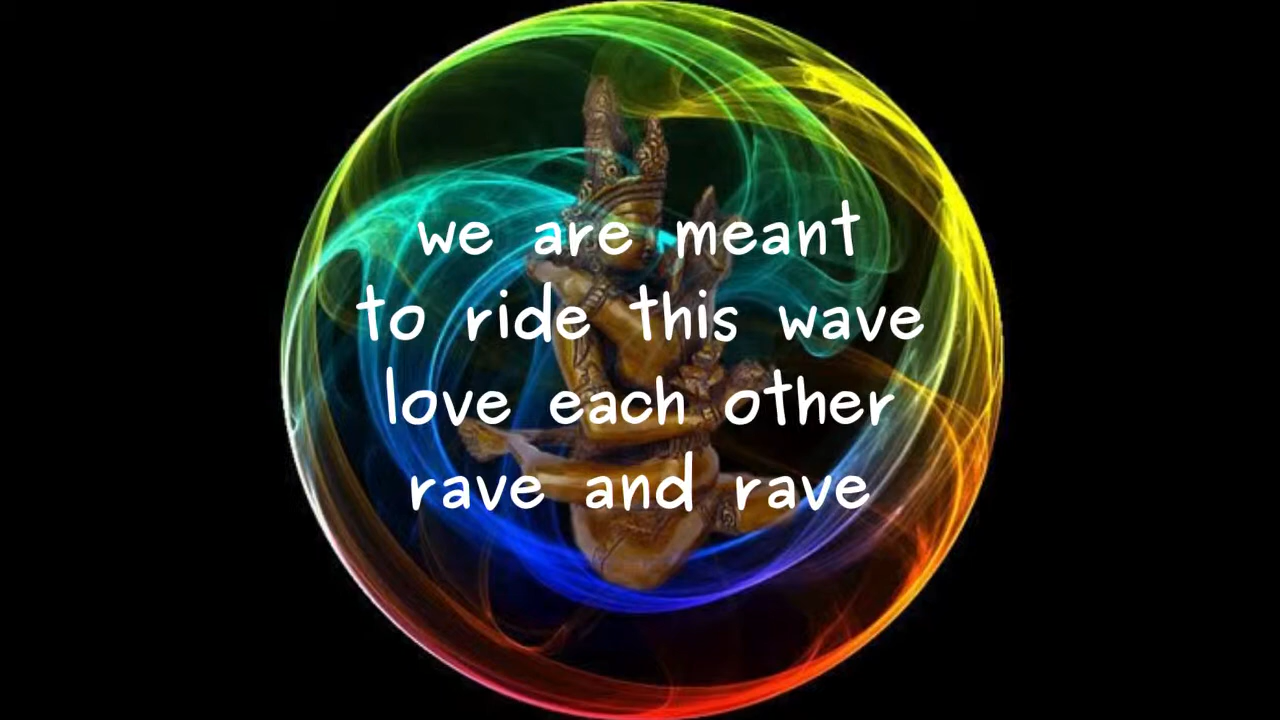 we are meant
to ride this wave
love each other
rave and rave